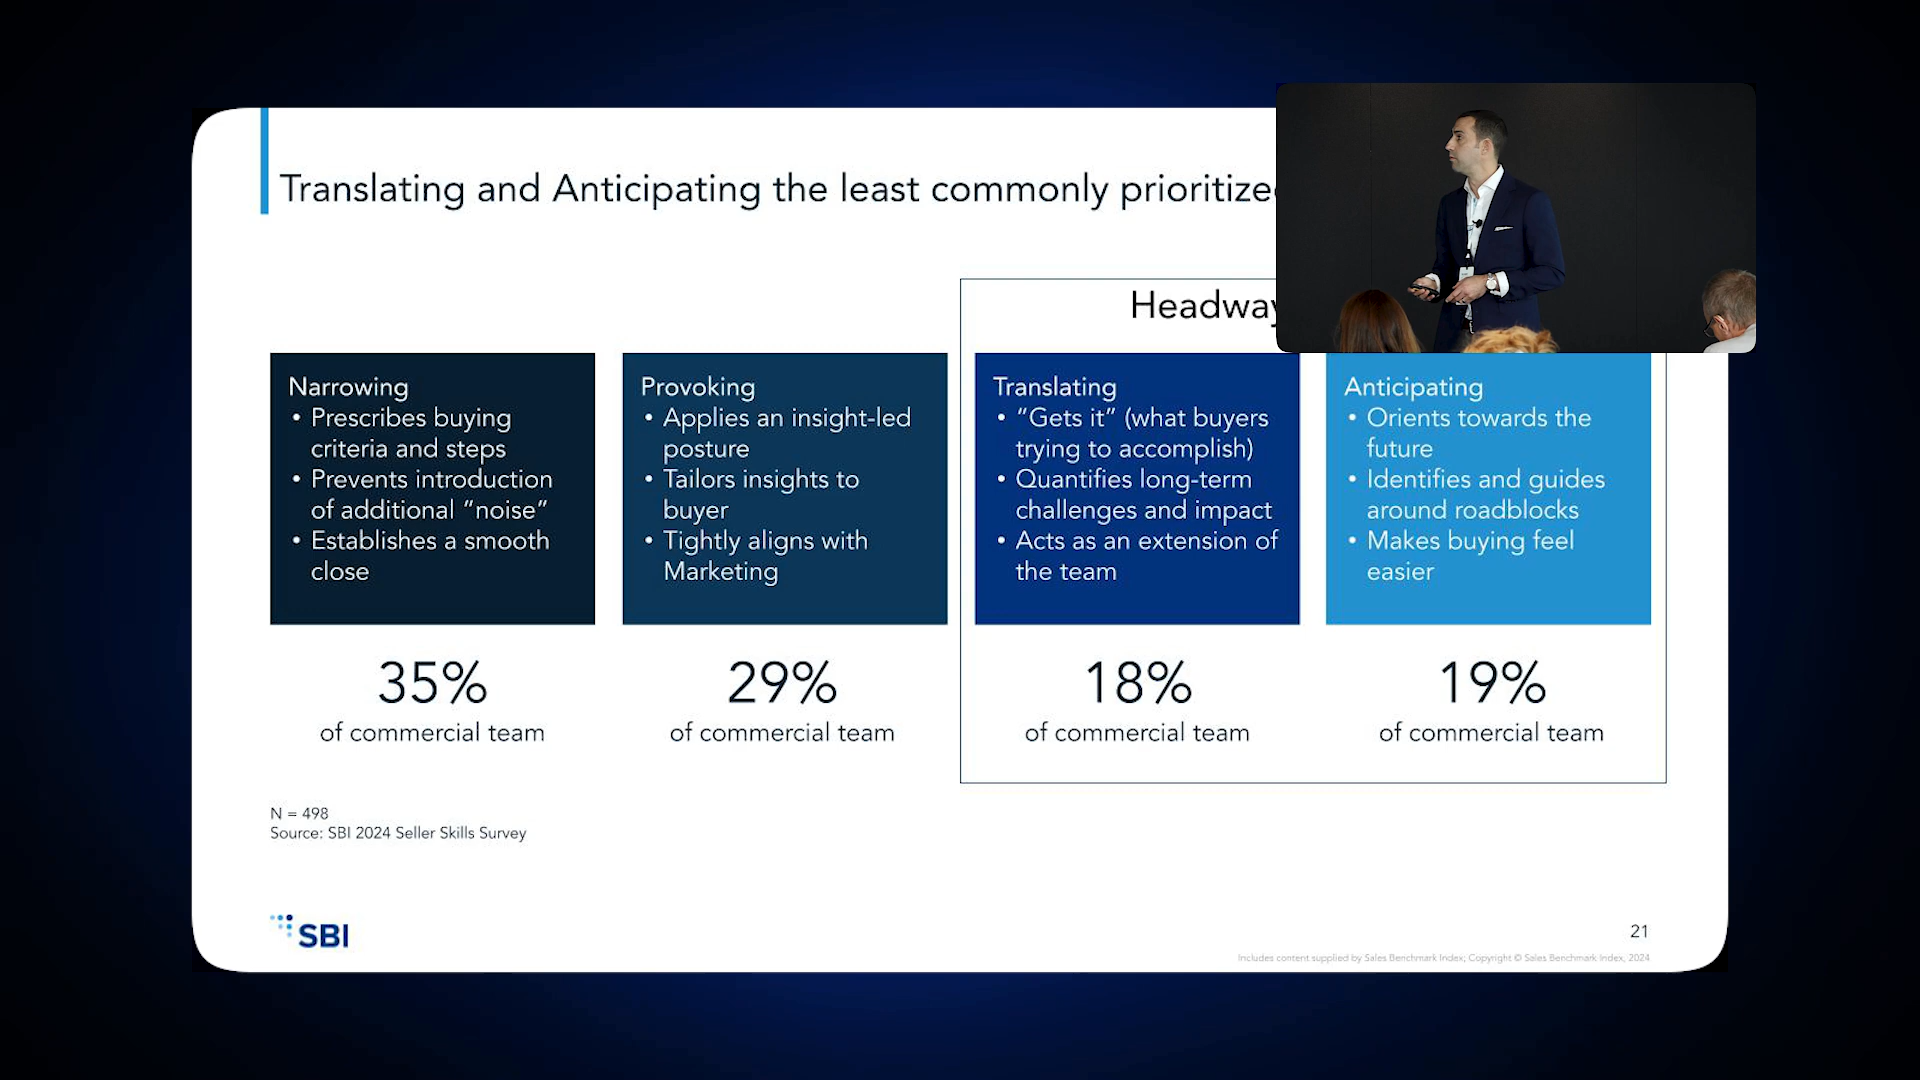 Translating and Anticipating the least commonly
Narrowing
• Prescribes buying
criteria and steps
• Prevents introduction
of additional “noise”
• Establishes a smooth
close
35%
of commercial team
Provoking
• Applies an insight-led
posture
• Tailors insights to
buyer
• Tightly aligns with
Marketing
29%
of commercial team
Translating
• “Gets it” (what buyers
trying to accomplish)
• Quantifies long-term
challenges and impact
• Acts as an extension of
the team
18%
of commercial team
Anticipating
• Orients towards the
future
• Identifies and guides
around roadblocks
• Makes buying feel
easier
19%
of commercial team
N = 498
Source: SBI 2024 Seller Skills Survey
SBI
21
Includes content supplied by Sales Benchmark Index; Copyright © Sales Benchmark Index, 2024